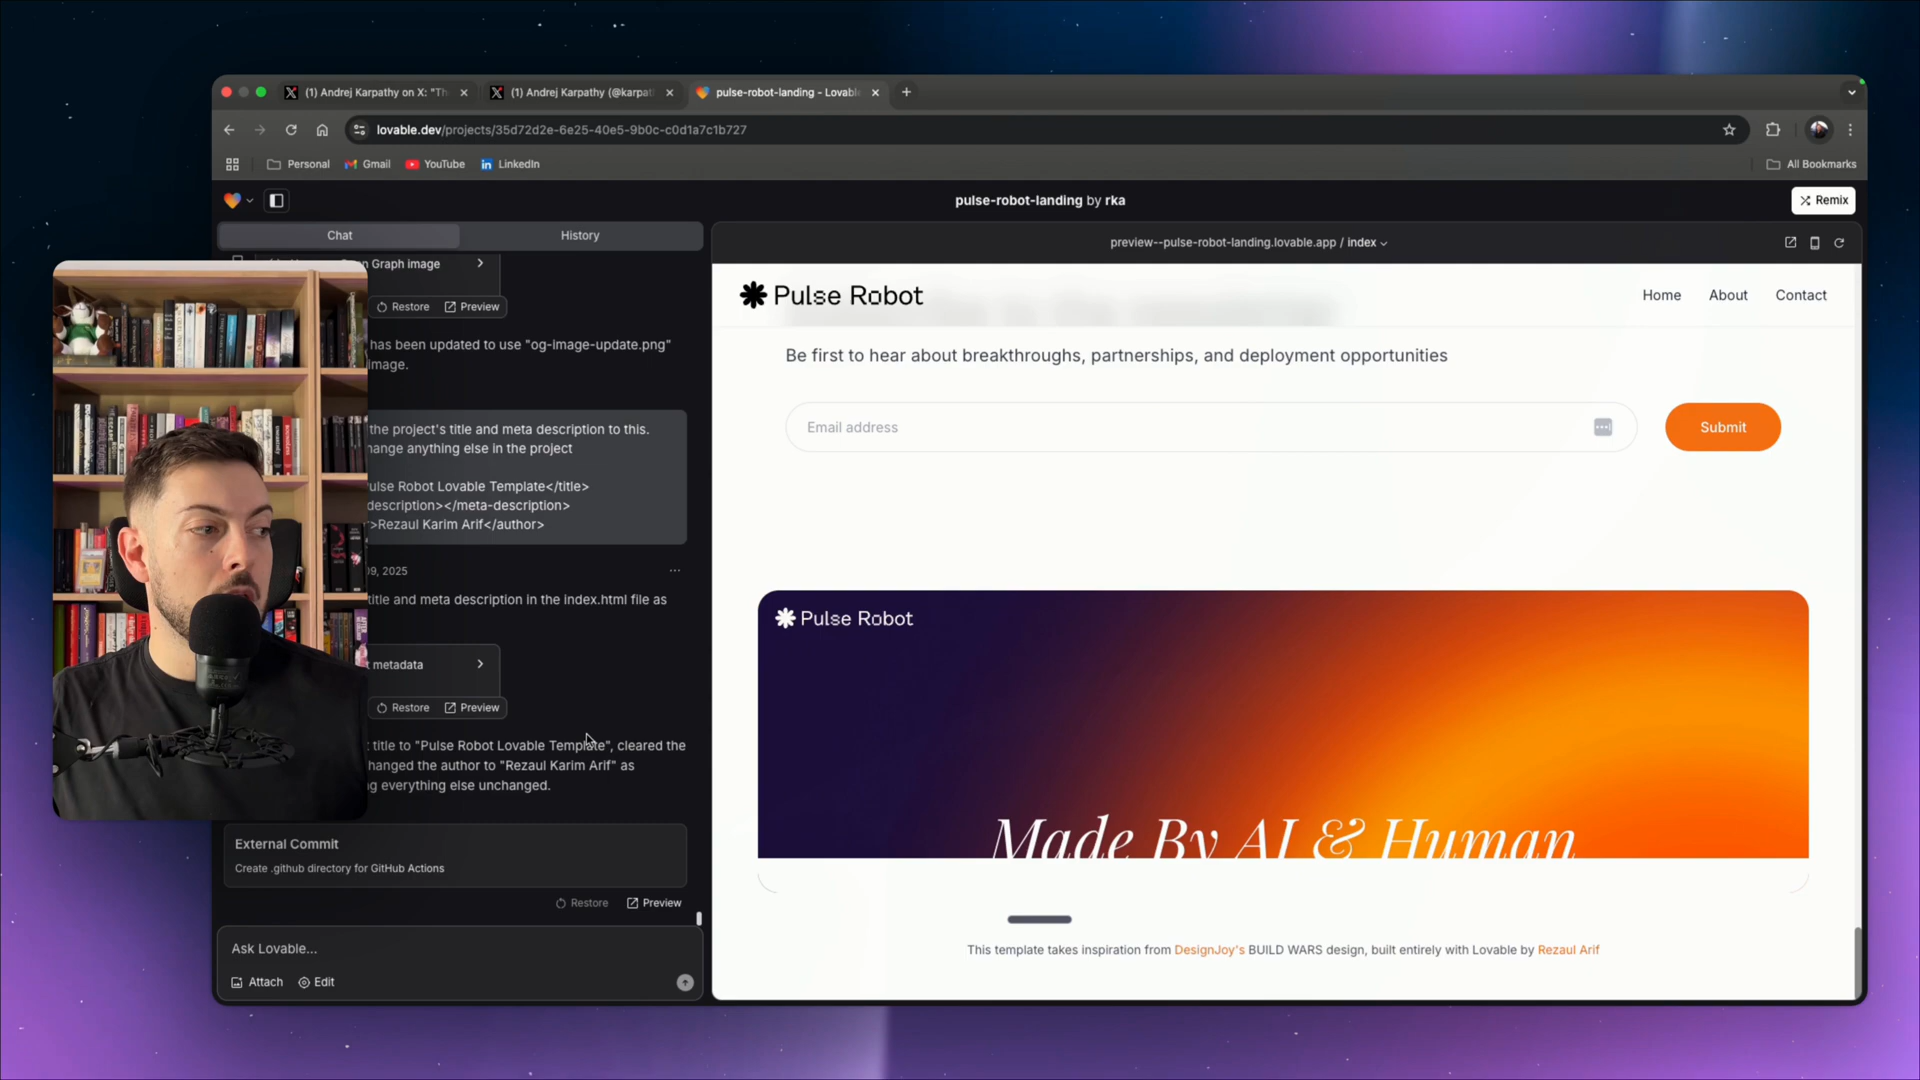 (1) Andrej Karpathy on X: "Th
(1) Andrej Karpathy (@karpat
pulse-robot-landing - Lovabl
lovable.dev/projects/35d72d2e-6e25-40e5-9b0c-c0d1a7c1b727
Personal
Gmail
YouTube
LinkedIn
All Bookmarks
pulse-robot-landing by rka
Remix
Chat
History
preview--pulse-robot-landing.lovable.app / index
n Graph image
Restore
Preview
has been updated to use "og-image-update.png"
image.
the project's title and meta description to this.
hange anything else in the project
ulse Robot Lovable Template</title>
description></meta-description>
r>Rezaul Karim Arif</author>
09, 2025
title and meta description in the index.html file as
t metadata
Restore
Preview
t title to "Pulse Robot Lovable Template", cleared the
hanged the author to "Rezaul Karim Arif" as
g everything else unchanged.
External Commit
Create .github directory for GitHub Actions
Restore
Preview
Ask Lovable...
Attach
Edit
Pulse Robot
Home
About
Contact
Be first to hear about breakthroughs, partnerships, and deployment opportunities
Email address
Submit
Pulse Robot
Made By AI & Human
This template takes inspiration from DesignJoy's BUILD WARS design, built entirely with Lovable by Rezaul Arif